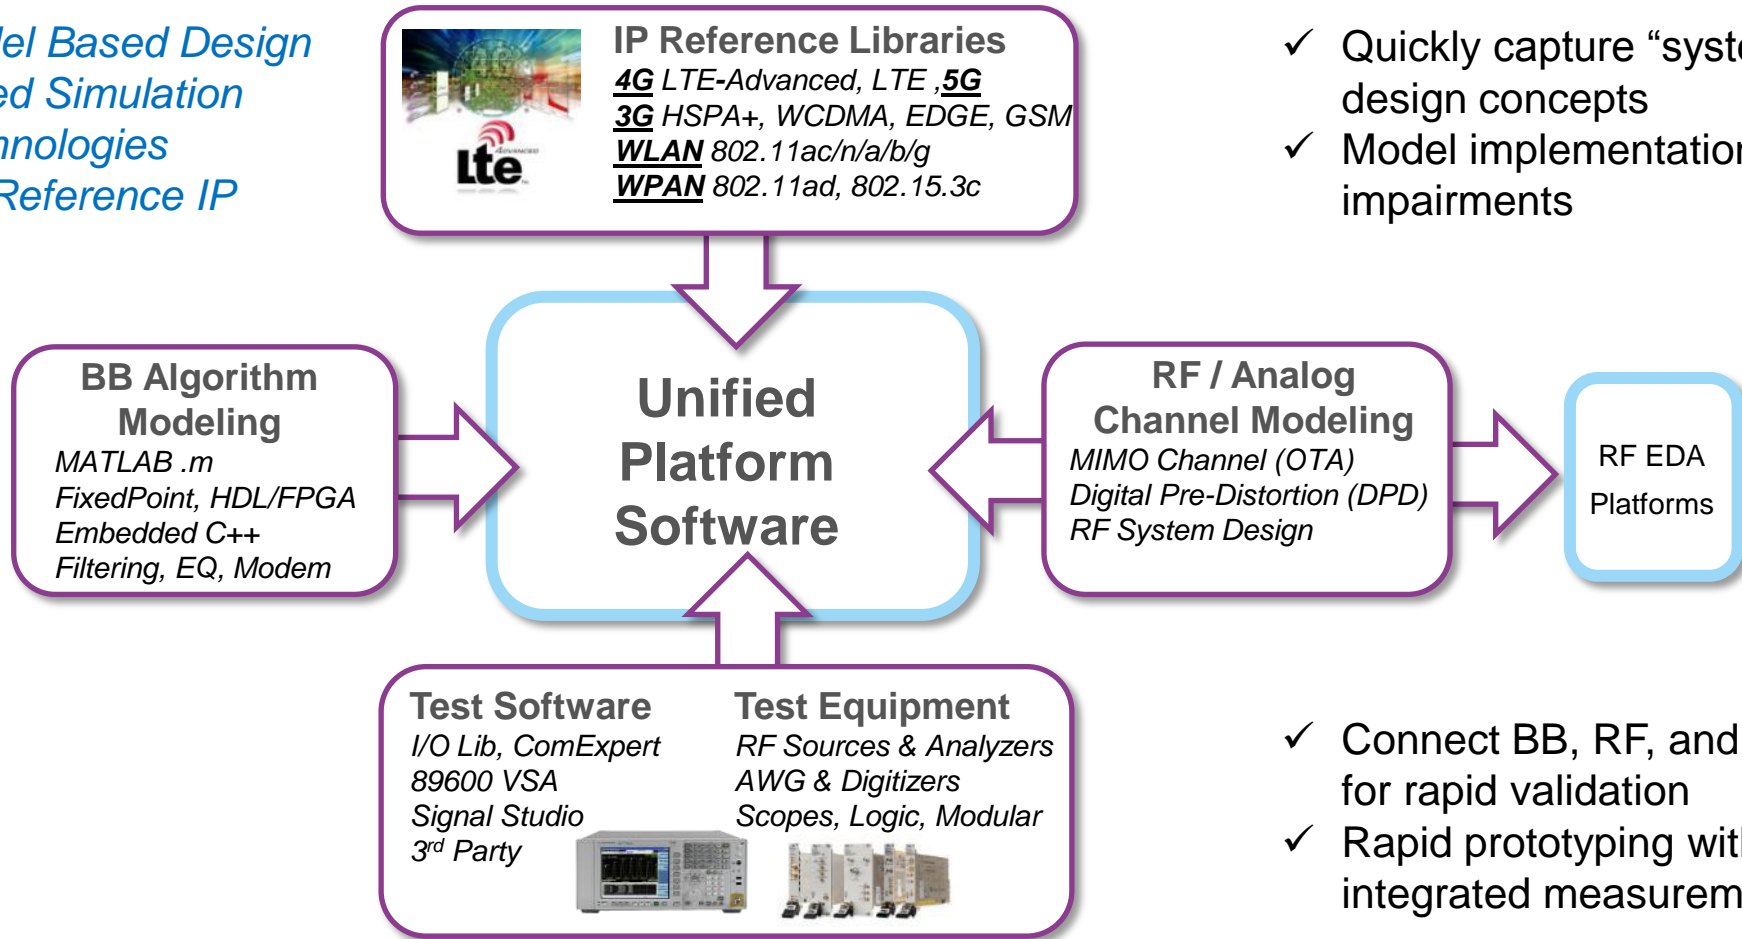 del Based Design
ed Simulation
hnologies
Reference IP
IP Reference Libraries
4G LTE-Advanced, LTE ,5G
3G HSPA+, WCDMA, EDGE, GSM
WLAN 802.11ac/n/a/b/g
WPAN 802.11ad, 802.15.3c
Lte
ADVANCED
✓ Quickly capture “syste
design concepts
✓ Model implementation
impairments
BB Algorithm
Modeling
MATLAB .m
FixedPoint, HDL/FPGA
Embedded C++
Filtering, EQ, Modem
Unified
Platform
Software
RF / Analog
Channel Modeling
MIMO Channel (OTA)
Digital Pre-Distortion (DPD)
RF System Design
RF EDA
Platforms
Test Software
I/O Lib, ComExpert
89600 VSA
Signal Studio
3rd Party
Test Equipment
RF Sources & Analyzers
AWG & Digitizers
Scopes, Logic, Modular
✓ Connect BB, RF, and
for rapid validation
✓ Rapid prototyping with
integrated measurem